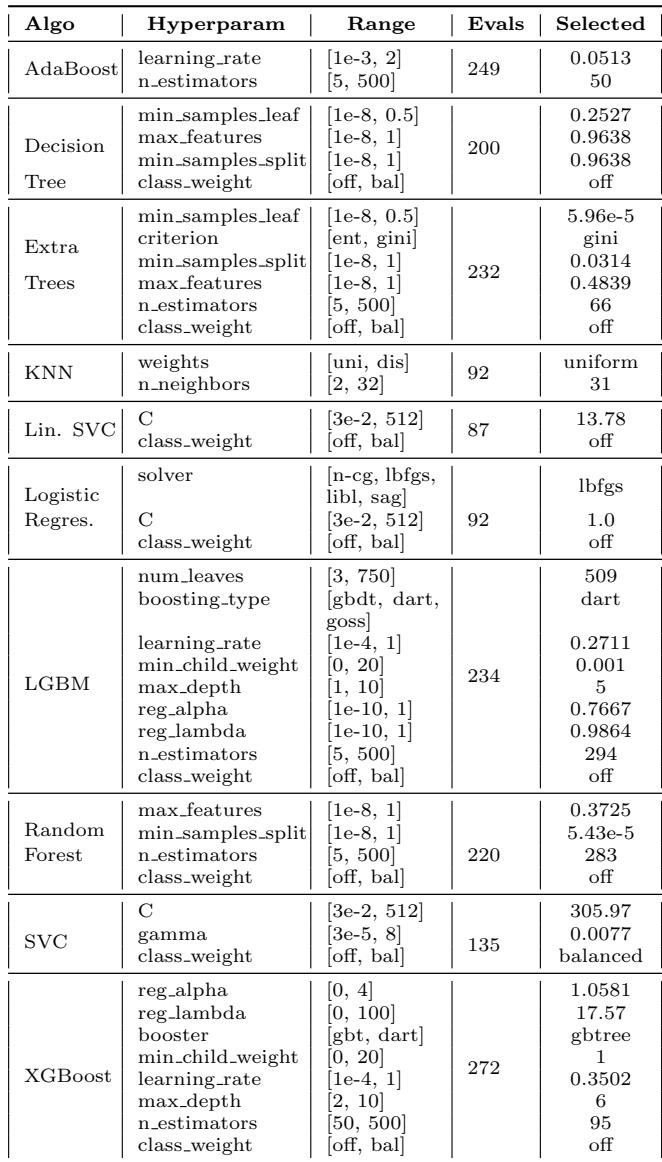 Algo Hyperparam Range Evals Selected
AdaBoost learning_rate [1e-3, 2] 249 0.0513
n_estimators [5, 500] 50
min_samples_leaf [1e-8, 0.5] 0.2527
Decision max_features [1e-8, 1] 200 0.9638
min_samples_split [1e-8, 1] 0.9638
Tree class_weight [off, bal] off
min_samples_leaf [1e-8, 0.5] 5.96e-5
Extra criterion [ent, gini] gini
min_samples_split [1e-8, 1] 0.0314
Trees max_features [1e-8, 1] 232 0.4839
n_estimators [5, 500] 66
class_weight [off, bal] off
KNN weights [uni, dis] 92 uniform
n_neighbors [2, 32] 31
Lin. SVC C [3e-2, 512] 87 13.78
class_weight [off, bal] off
solver [n-cg, lbfgs, lbfgs
Logistic libl, sag]
Regres. C [3e-2, 512] 92 1.0
class_weight [off, bal] off
num_leaves [3, 750] 509
boosting_type [gbdt, dart, dart
goss]
learning_rate [1e-4, 1] 0.2711
min_child_weight [0, 20] 0.001
LGBM max_depth [1, 10] 234 5
reg_alpha [1e-10, 1] 0.7667
reg_lambda [1e-10, 1] 0.9864
n_estimators [5, 500] 294
class_weight [off, bal] off
max_features [1e-8, 1] 0.3725
Random min_samples_split [1e-8, 1] 5.43e-5
Forest n_estimators [5, 500] 220 283
class_weight [off, bal] off
C [3e-2, 512] 305.97
SVC gamma [3e-5, 8] 135 0.0077
class_weight [off, bal] balanced
reg_alpha [0, 4] 1.0581
reg_lambda [0, 100] 17.57
booster [gbt, dart] gbtree
min_child_weight [0, 20] 1
XGBoost learning_rate [1e-4, 1] 272 0.3502
max_depth [2, 10] 6
n_estimators [50, 500] 95
class_weight [off, bal] off